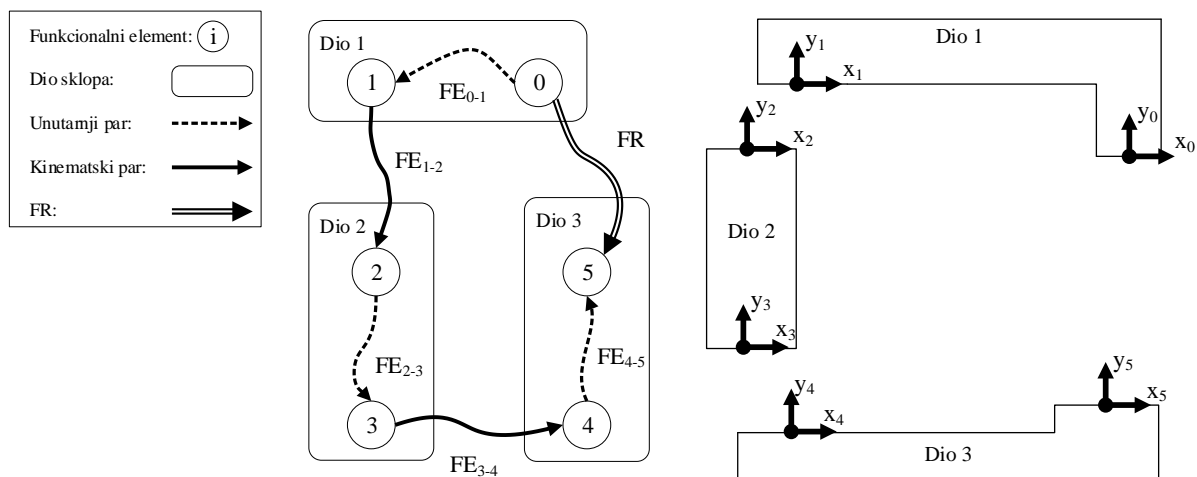 Funkcionalni element: i
Dio sklopa:
Unutarnji par:
Kinematski par:
FR:
Dio 1
1
0
FE0-1
FR
FE1-2
Dio 2
2
3
FE2-3
Dio 3
5
4
FE4-5
FE3-4
Dio 1
y1
x1
y0
x0
y2
x2
Dio 2
y3
x3
y4
x4
y5
x5
Dio 3